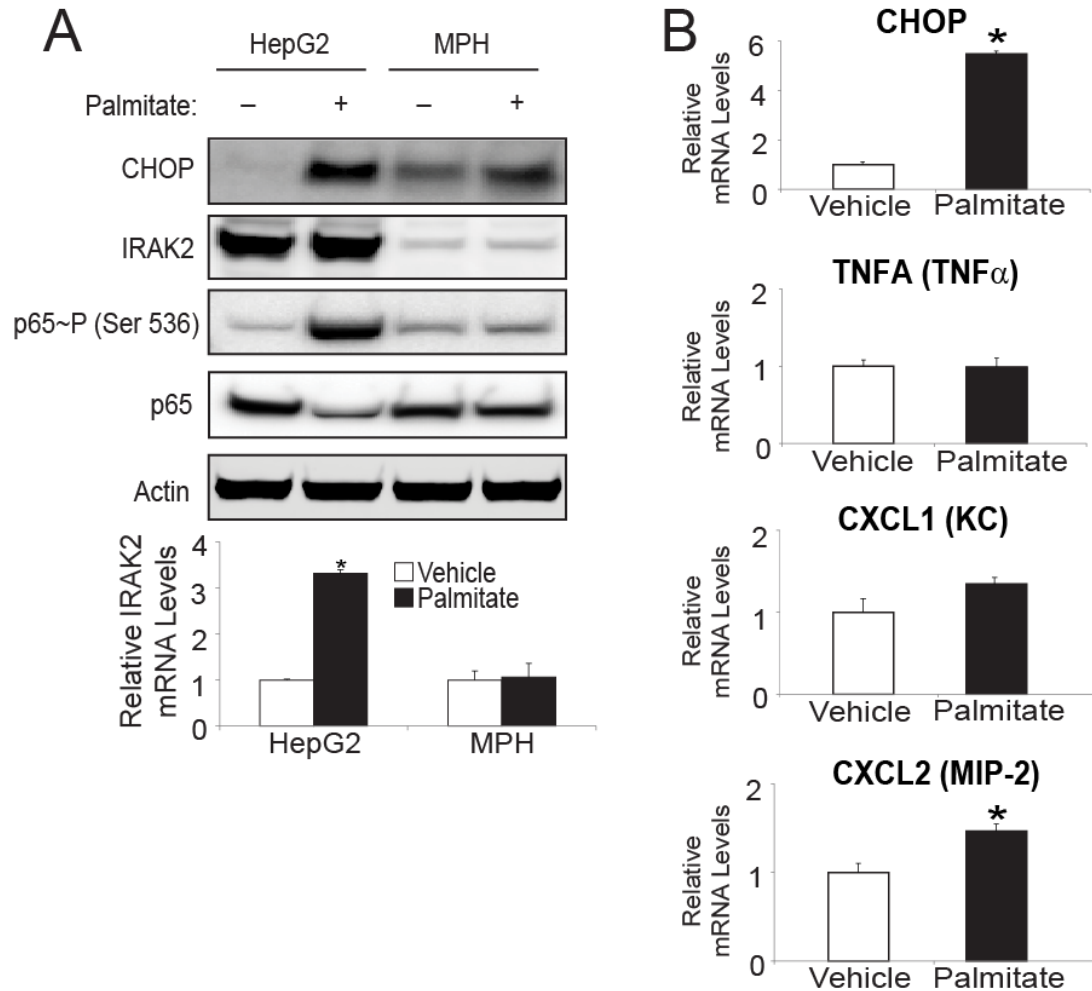 A
HepG2 MPH
Palmitate: – + – +
CHOP
IRAK2
p65~P (Ser 536)
p65
Actin
Relative IRAK2
mRNA Levels
4
3
2
1
0
*
Vehicle
Palmitate
HepG2 MPH
B
CHOP
Relative
mRNA Levels
6
4
2
0
*
Vehicle Palmitate
TNFA (TNFα)
Relative
mRNA Levels
2
1
0
Vehicle Palmitate
CXCL1 (KC)
Relative
mRNA Levels
2
1
0
Vehicle Palmitate
CXCL2 (MIP-2)
Relative
mRNA Levels
2
1
0
*
Vehicle Palmitate